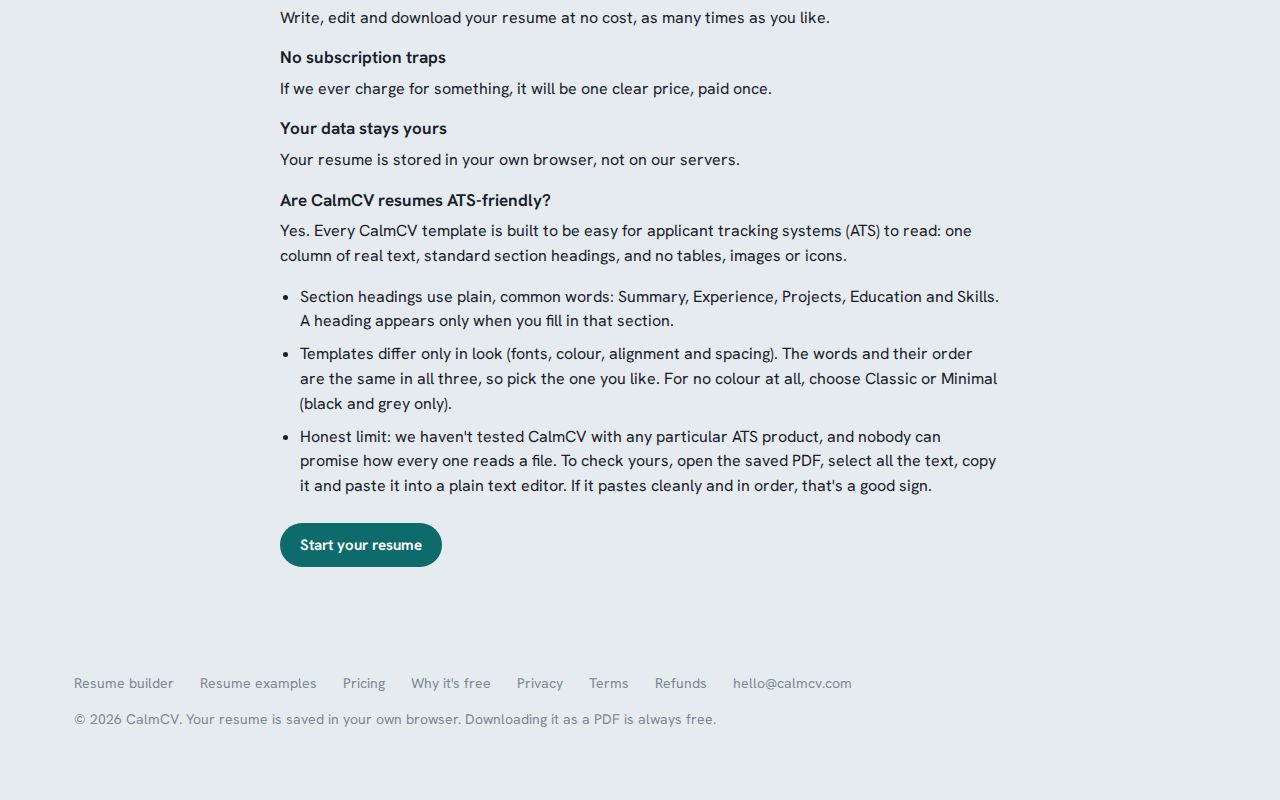 Write, edit and download your resume at no cost, as many times as you like.
No subscription traps
If we ever charge for something, it will be one clear price, paid once.
Your data stays yours
Your resume is stored in your own browser, not on our servers.
Are CalmCV resumes ATS-friendly?
Yes. Every CalmCV template is built to be easy for applicant tracking systems (ATS) to read: one
column of real text, standard section headings, and no tables, images or icons.
• Section headings use plain, common words: Summary, Experience, Projects, Education and Skills.
A heading appears only when you fill in that section.
• Templates differ only in look (fonts, colour, alignment and spacing). The words and their order
are the same in all three, so pick the one you like. For no colour at all, choose Classic or Minimal
(black and grey only).
• Honest limit: we haven't tested CalmCV with any particular ATS product, and nobody can
promise how every one reads a file. To check yours, open the saved PDF, select all the text, copy
it and paste it into a plain text editor. If it pastes cleanly and in order, that's a good sign.
Start your resume
Resume builder Resume examples Pricing Why it's free Privacy Terms Refunds hello@calmcv.com
© 2026 CalmCV. Your resume is saved in your own browser. Downloading it as a PDF is always free.